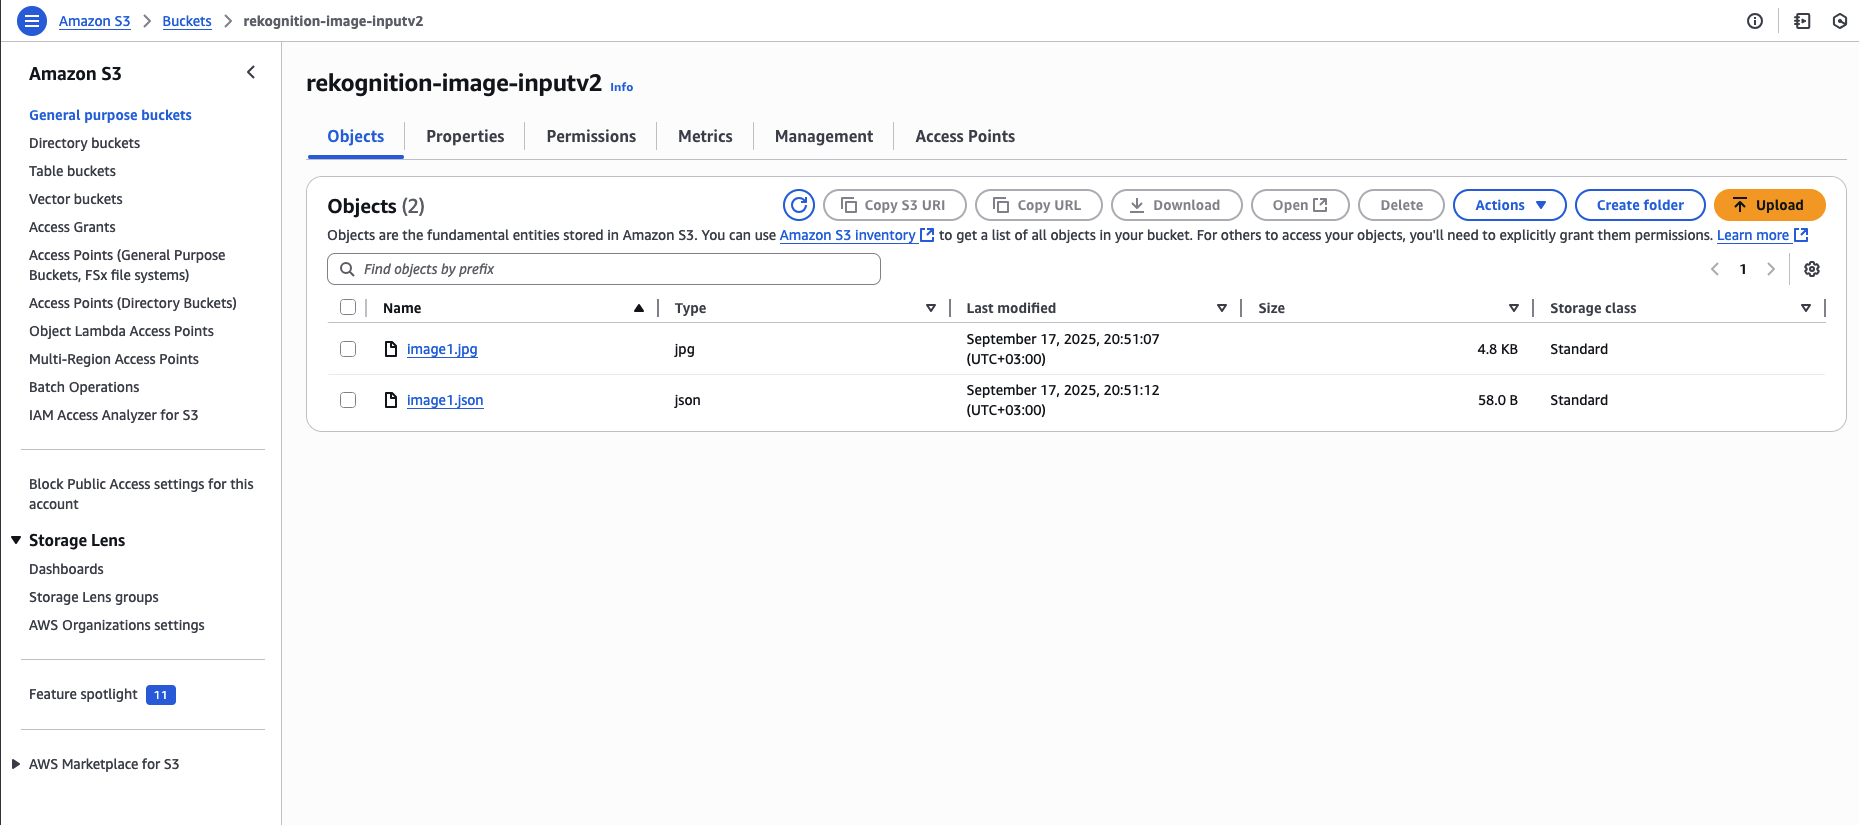 Amazon S3 > Buckets > rekognition-image-inputv2
Amazon S3
General purpose buckets
Directory buckets
Table buckets
Vector buckets
Access Grants
Access Points (General Purpose
Buckets, FSx file systems)
Access Points (Directory Buckets)
Object Lambda Access Points
Multi-Region Access Points
Batch Operations
IAM Access Analyzer for S3
Block Public Access settings for this
account
Storage Lens
Dashboards
Storage Lens groups
AWS Organizations settings
Feature spotlight 11
AWS Marketplace for S3
rekognition-image-inputv2 Info
Objects Properties Permissions Metrics Management Access Points
Objects (2) Copy S3 URI Copy URL Download Open Delete Actions Create folder Upload
Objects are the fundamental entities stored in Amazon S3. You can use Amazon S3 inventory to get a list of all objects in your bucket. For others to access your objects, you'll need to explicitly grant them permissions. Learn more
Find objects by prefix 1
Name Type Last modified Size Storage class
image1.jpg jpg September 17, 2025, 20:51:07 (UTC+03:00) 4.8 KB Standard
image1.json json September 17, 2025, 20:51:12 (UTC+03:00) 58.0 B Standard